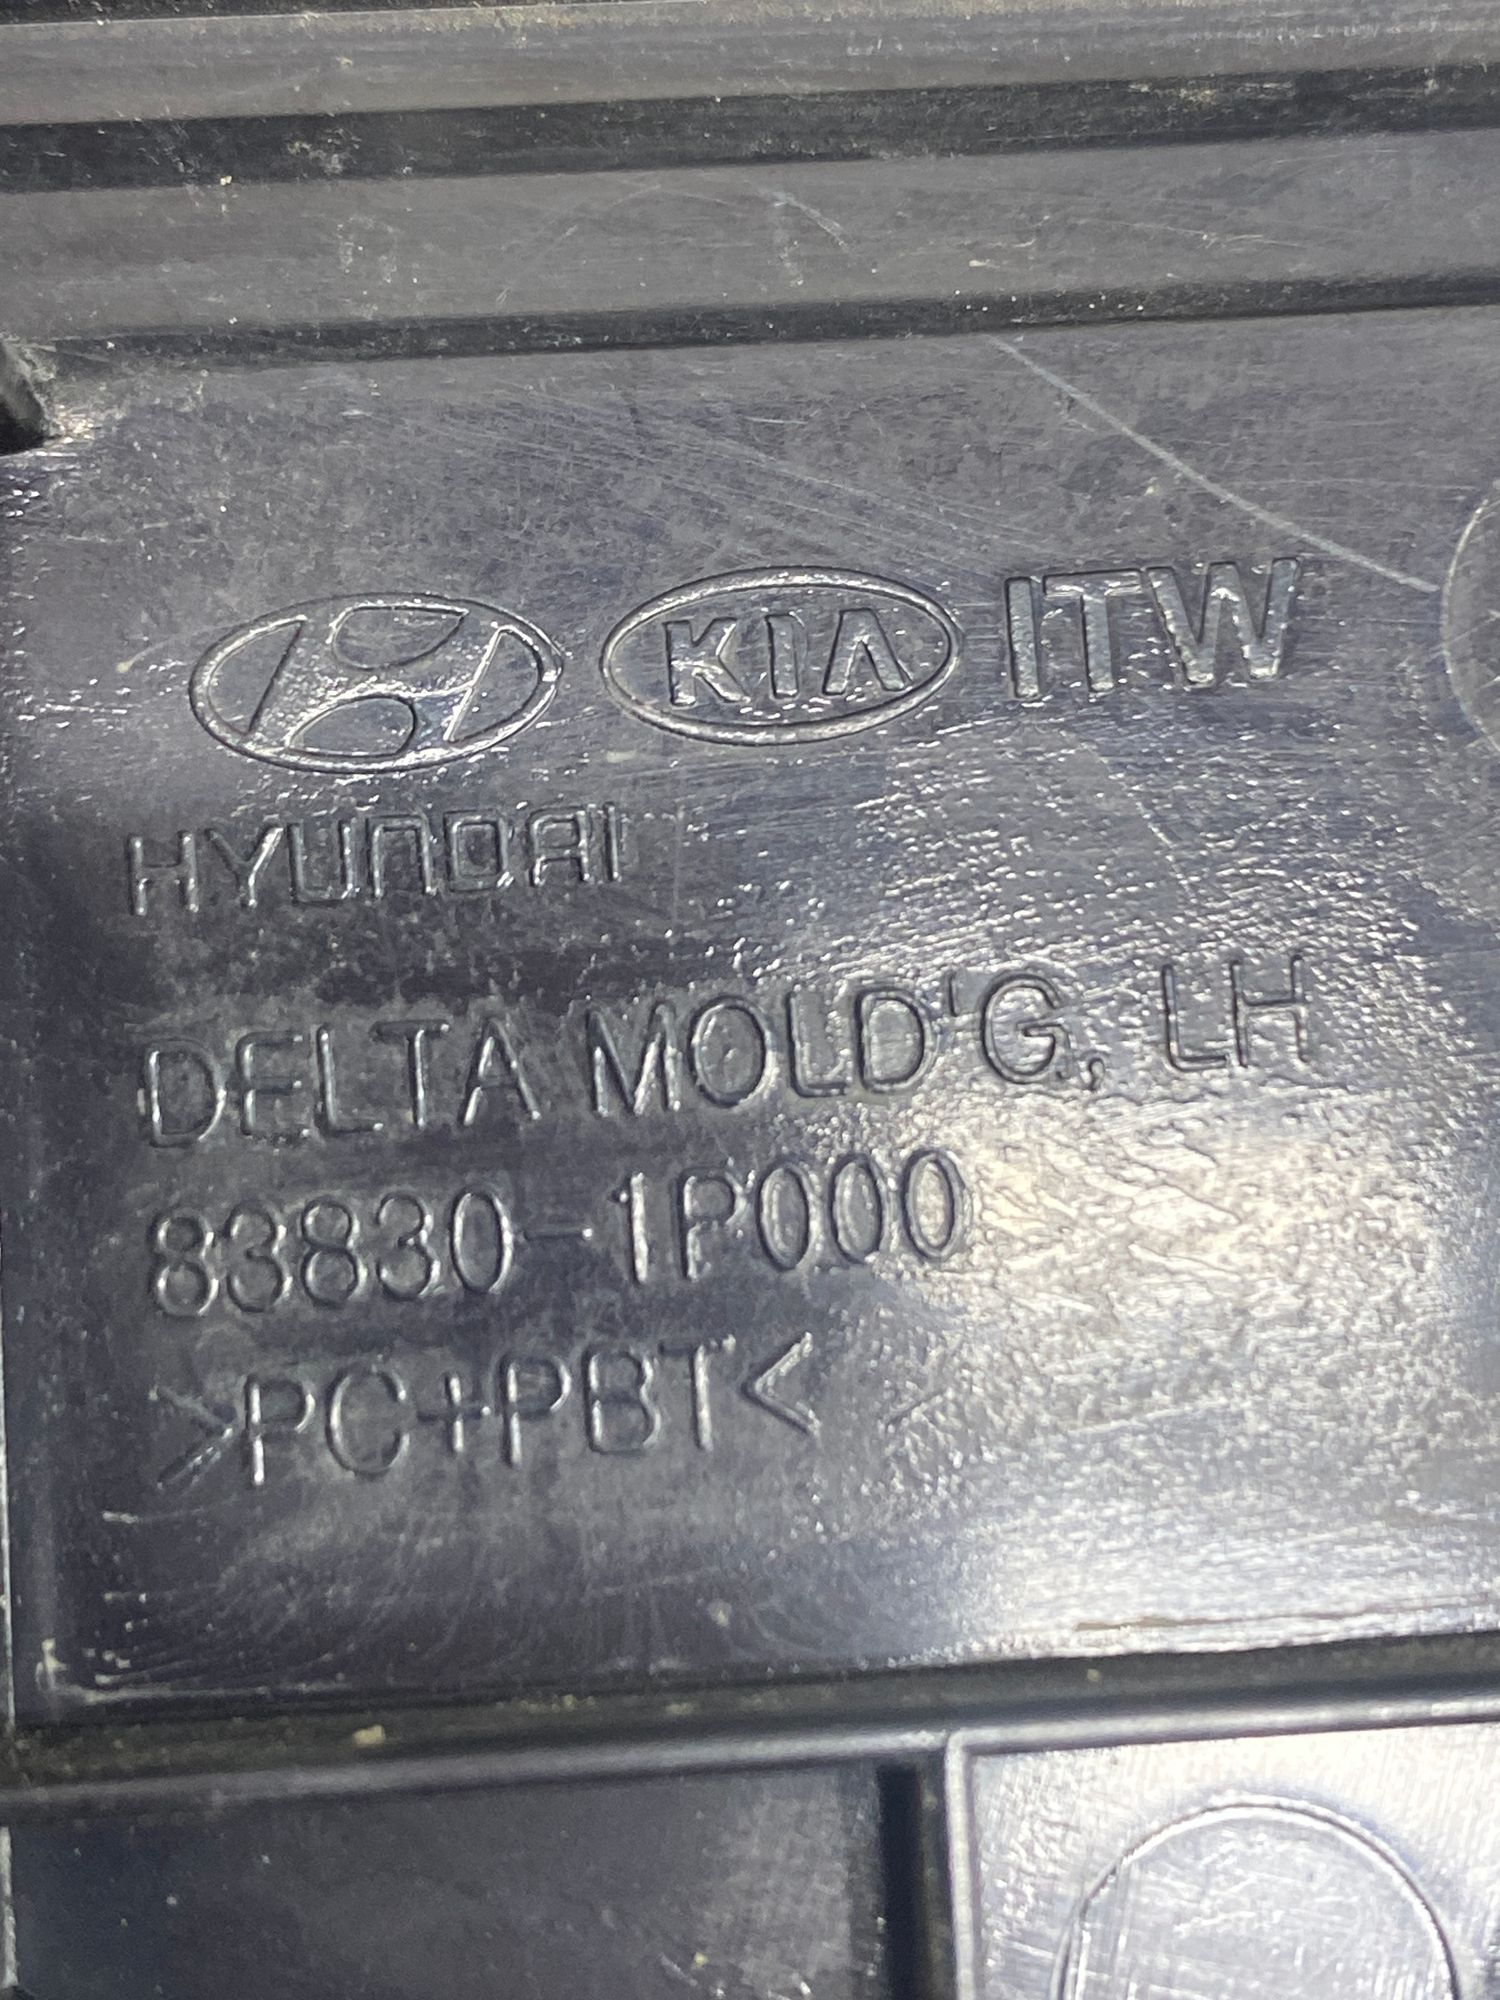 KIA ITW
HYUNDAI
DELTA MOLD'G, LH
83830-1P000
>PC+PBT<